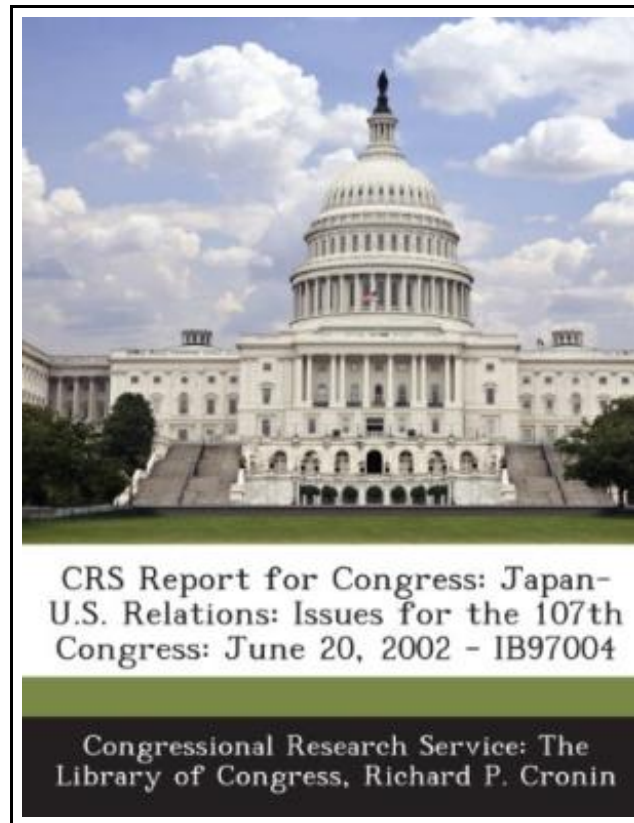 CRS Report for Congress: Japan-
U.S. Relations: Issues for the 107th
Congress: June 20, 2002 - IB97004
Congressional Research Service: The
Library of Congress, Richard P. Cronin